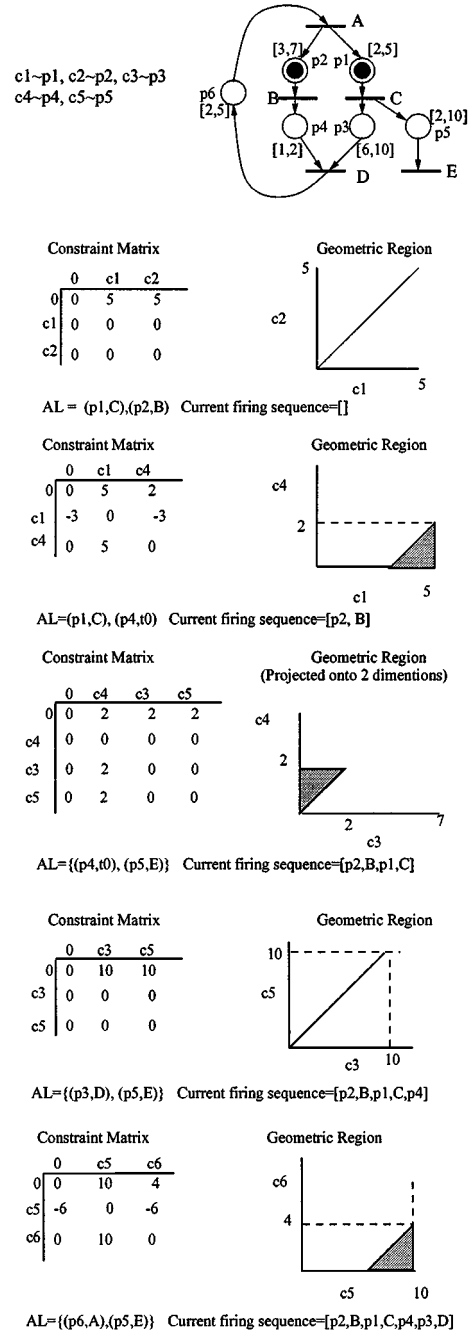 A
[3,7] [2,5]
c1~p1, c2~p2, c3~p3
p2 p1
c4~p4, c5~p5
p6
[2,5]
B C
[2,10]
p4 p3 p5
[1,2] [6,10]
D E
Constraint Matrix Geometric Region
0 c1 c2
0 0 5 5
c1 0 0 0
c2 0 0 0
5
c2
c1 5
AL = (p1,C),(p2,B) Current firing sequence=[]
Constraint Matrix Geometric Region
0 c1 c4
0 0 5 2
c1 -3 0 -3
c4 0 5 0
c4
2
c1 5
AL=(p1,C), (p4,t0) Current firing sequence=[p2, B]
Constraint Matrix Geometric Region
(Projected onto 2 dimentions)
0 c4 c3 c5
0 0 2 2 2
c4 0 0 0 0
c3 0 2 0 0
c5 0 2 0 0
c4
2
2 7
c3
AL={(p4,t0), (p5,E)} Current firing sequence=[p2,B,p1,C]
Constraint Matrix Geometric Region
0 c3 c5
0 0 10 10
c3 0 0 0
c5 0 0 0
10
c5
c3 10
AL={(p3,D), (p5,E)} Current firing sequence=[p2,B,p1,C,p4]
Constraint Matrix Geometric Region
0 c5 c6
0 0 10 4
c5 -6 0 -6
c6 0 10 0
c6
4
c5 10
AL={(p6,A),(p5,E)} Current firing sequence=[p2,B,p1,C,p4,p3,D]